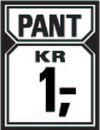 PANT
KR
1,-